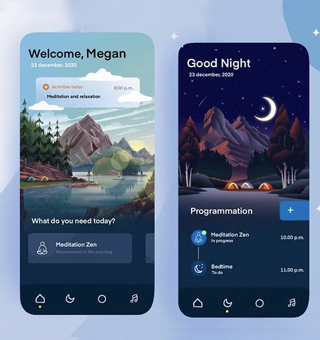 Welcome, Megan
23 december, 2020
Activities today
8:00 p.m.
Meditation and relaxation
What do you need today?
Meditation Zen
Recommend in the morning
Good Night
23 december, 2020
Programmation
+
Meditation Zen
In progress
10.00 p.m.
Bedtime
To do
11.00 p.m.